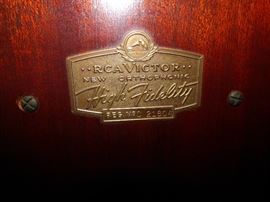 RCA VICTOR
NEW ORTHOPHONIC
High Fidelity
REG. NO.